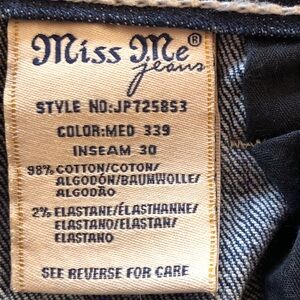 Miss Me®
jeans
STYLE NO:JP7258S3
COLOR:MED 339
INSEAM 30
98% COTTON/COTON/
ALGODÓN/BAUMWOLLE/
ALGODÃO
2% ELASTANE/ÉLASTHANNE/
ELASTANO/ELASTAN/
ELASTANO
SEE REVERSE FOR CARE